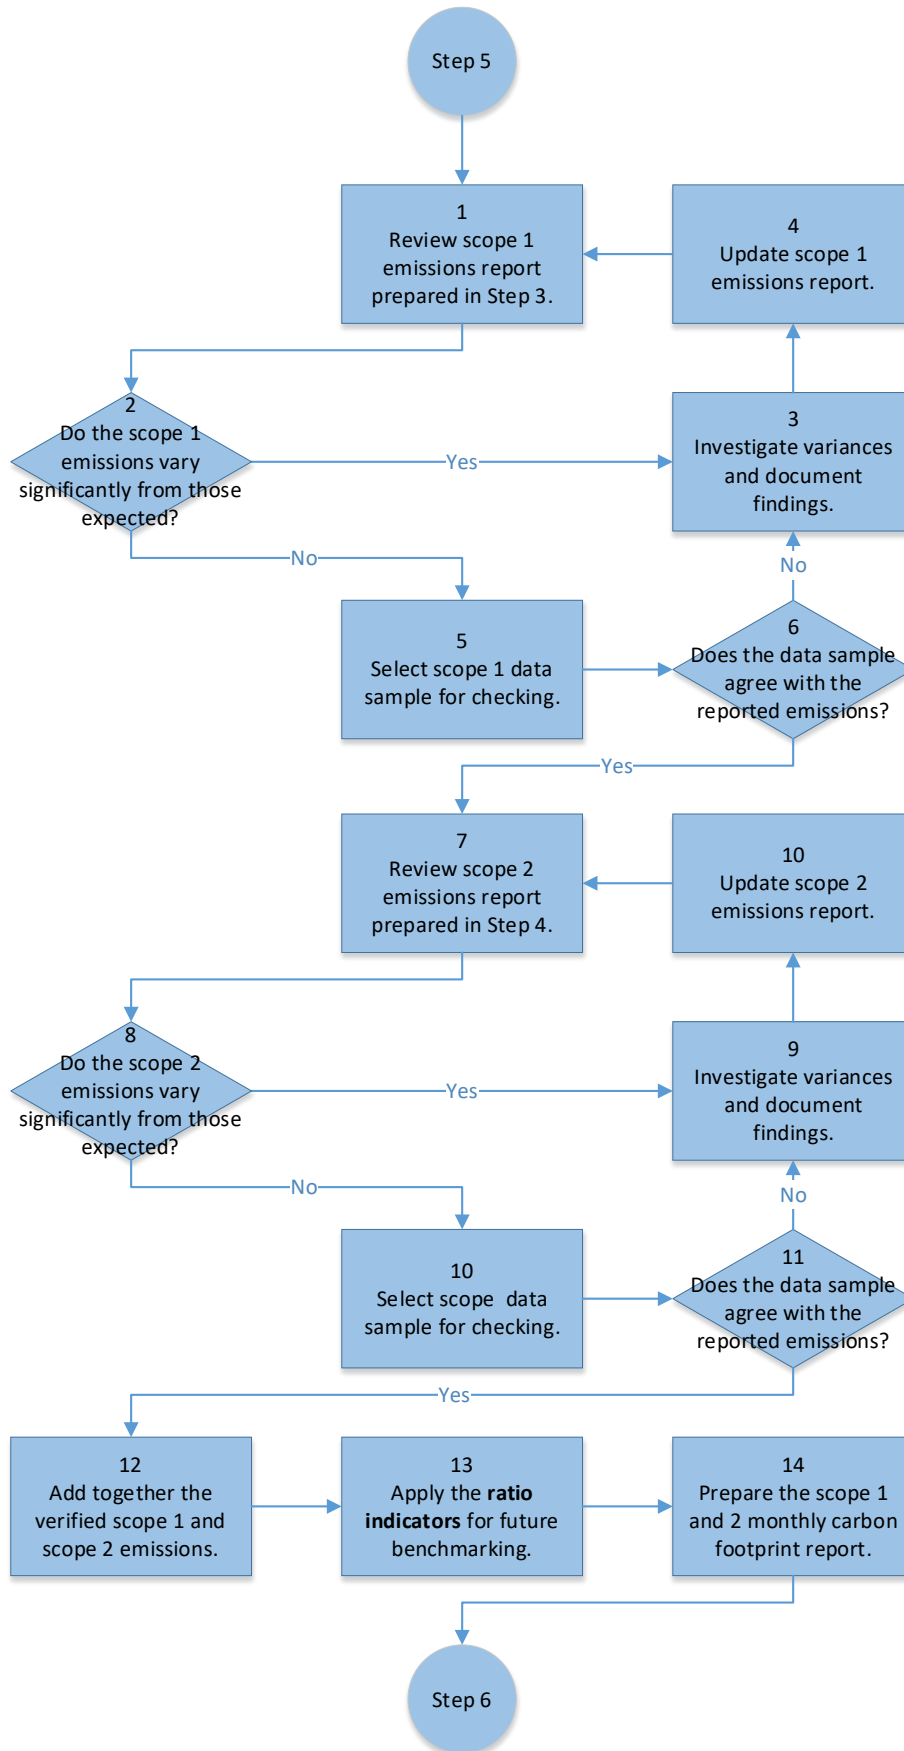 Step 5
1
Review scope 1
emissions report
prepared in Step 3.
4
Update scope 1
emissions report.
2
Do the scope 1
emissions vary
significantly from those
expected?
Yes
3
Investigate variances
and document
findings.
No
No
5
Select scope 1 data
sample for checking.
6
Does the data sample
agree with the
reported emissions?
Yes
7
Review scope 2
emissions report
prepared in Step 4.
10
Update scope 2
emissions report.
8
Do the scope 2
emissions vary
significantly from those
expected?
Yes
9
Investigate variances
and document
findings.
No
No
10
Select scope  data
sample for checking.
11
Does the data sample
agree with the
reported emissions?
Yes
12
Add together the
verified scope 1 and
scope 2 emissions.
13
Apply the ratio
indicators for future
benchmarking.
14
Prepare the scope 1
and 2 monthly carbon
footprint report.
Step 6